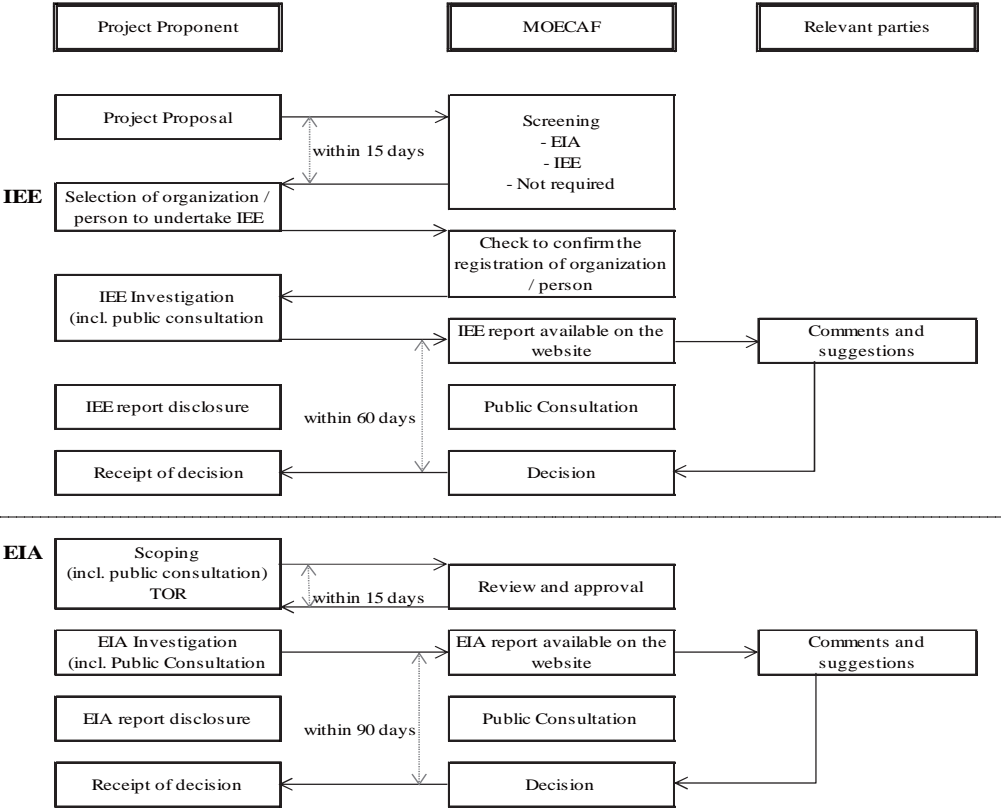 Project Proponent
MOECAF
Relevant parties
Project Proposal
Screening
- EIA
- IEE
- Not required
within 15 days
IEE
Selection of organization /
person to undertake IEE
Check to confirm the
registration of organization
/ person
IEE Investigation
(incl. public consultation
IEE report available on the
website
Comments and
suggestions
IEE report disclosure
within 60 days
Public Consultation
Receipt of decision
Decision
EIA
Scoping
(incl. public consultation)
TOR
within 15 days
Review and approval
EIA Investigation
(incl. Public Consultation
EIA report available on the
website
Comments and
suggestions
EIA report disclosure
within 90 days
Public Consultation
Receipt of decision
Decision